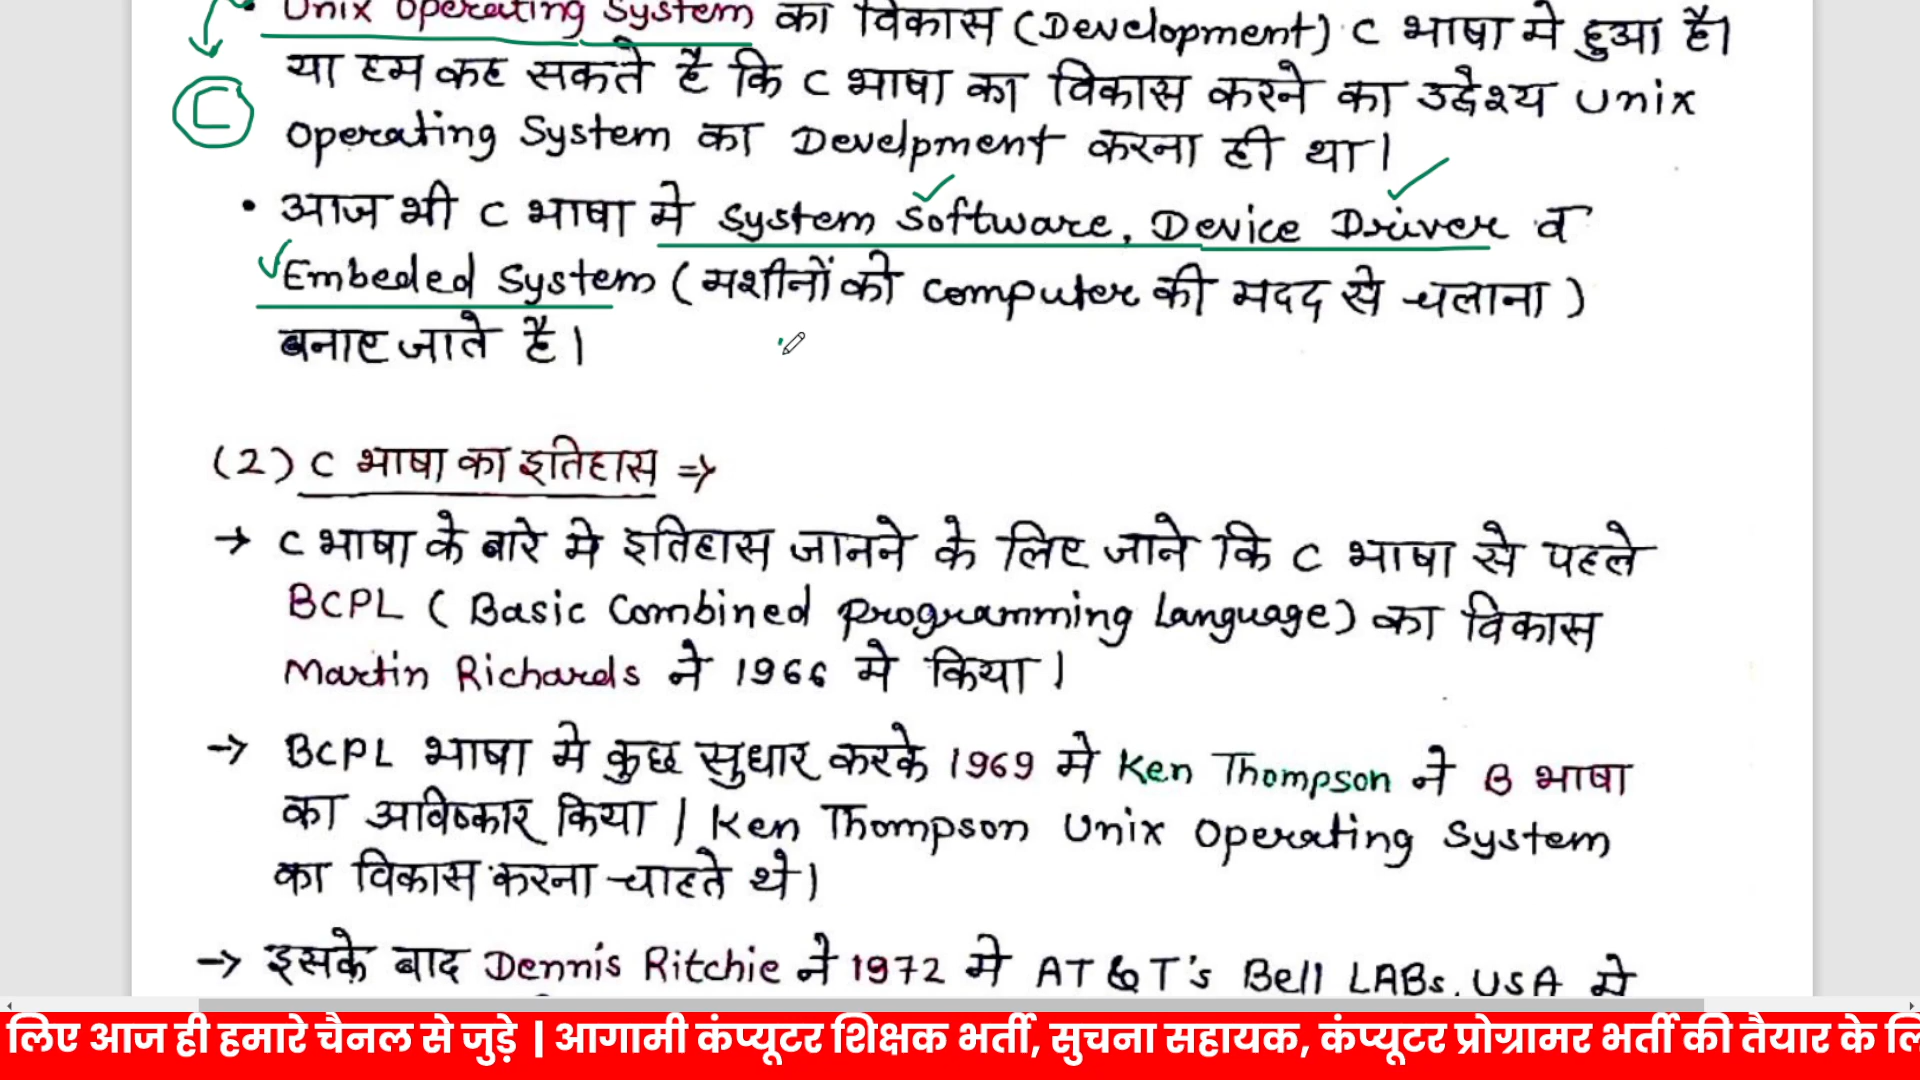 • Unix Operating System का विकास (Development) C भाषा मे हुआ है।
या हम कह सकते है कि C भाषा का विकास करने का उद्देश्य Unix
C
Operating System का Develpment करना ही था।
• आज भी C भाषा मे System Software, Device Driver व
Embeded System (मशीनों को Computer की मदद से चलाना)
बनाए जाते है।
(2) C भाषा का इतिहास ⇒
→ C भाषा के बारे मे इतिहास जानने के लिए जाने कि C भाषा से पहले
BCPL (Basic Combined Programming Language) का विकास
Martin Richards ने 1966 मे किया।
→ BCPL भाषा मे कुछ सुधार करके 1969 मे Ken Thompson ने B भाषा
का आविष्कार किया। Ken Thompson Unix Operating System
का विकास करना चाहते थे।
→ इसके बाद Dennis Ritchie ने 1972 मे AT&T's Bell LABs, USA मे
लिए आज ही हमारे चैनल से जुड़े | आगामी कंप्यूटर शिक्षक भर्ती, सुचना सहायक, कंप्यूटर प्रोग्रामर भर्ती की तैयार के लि